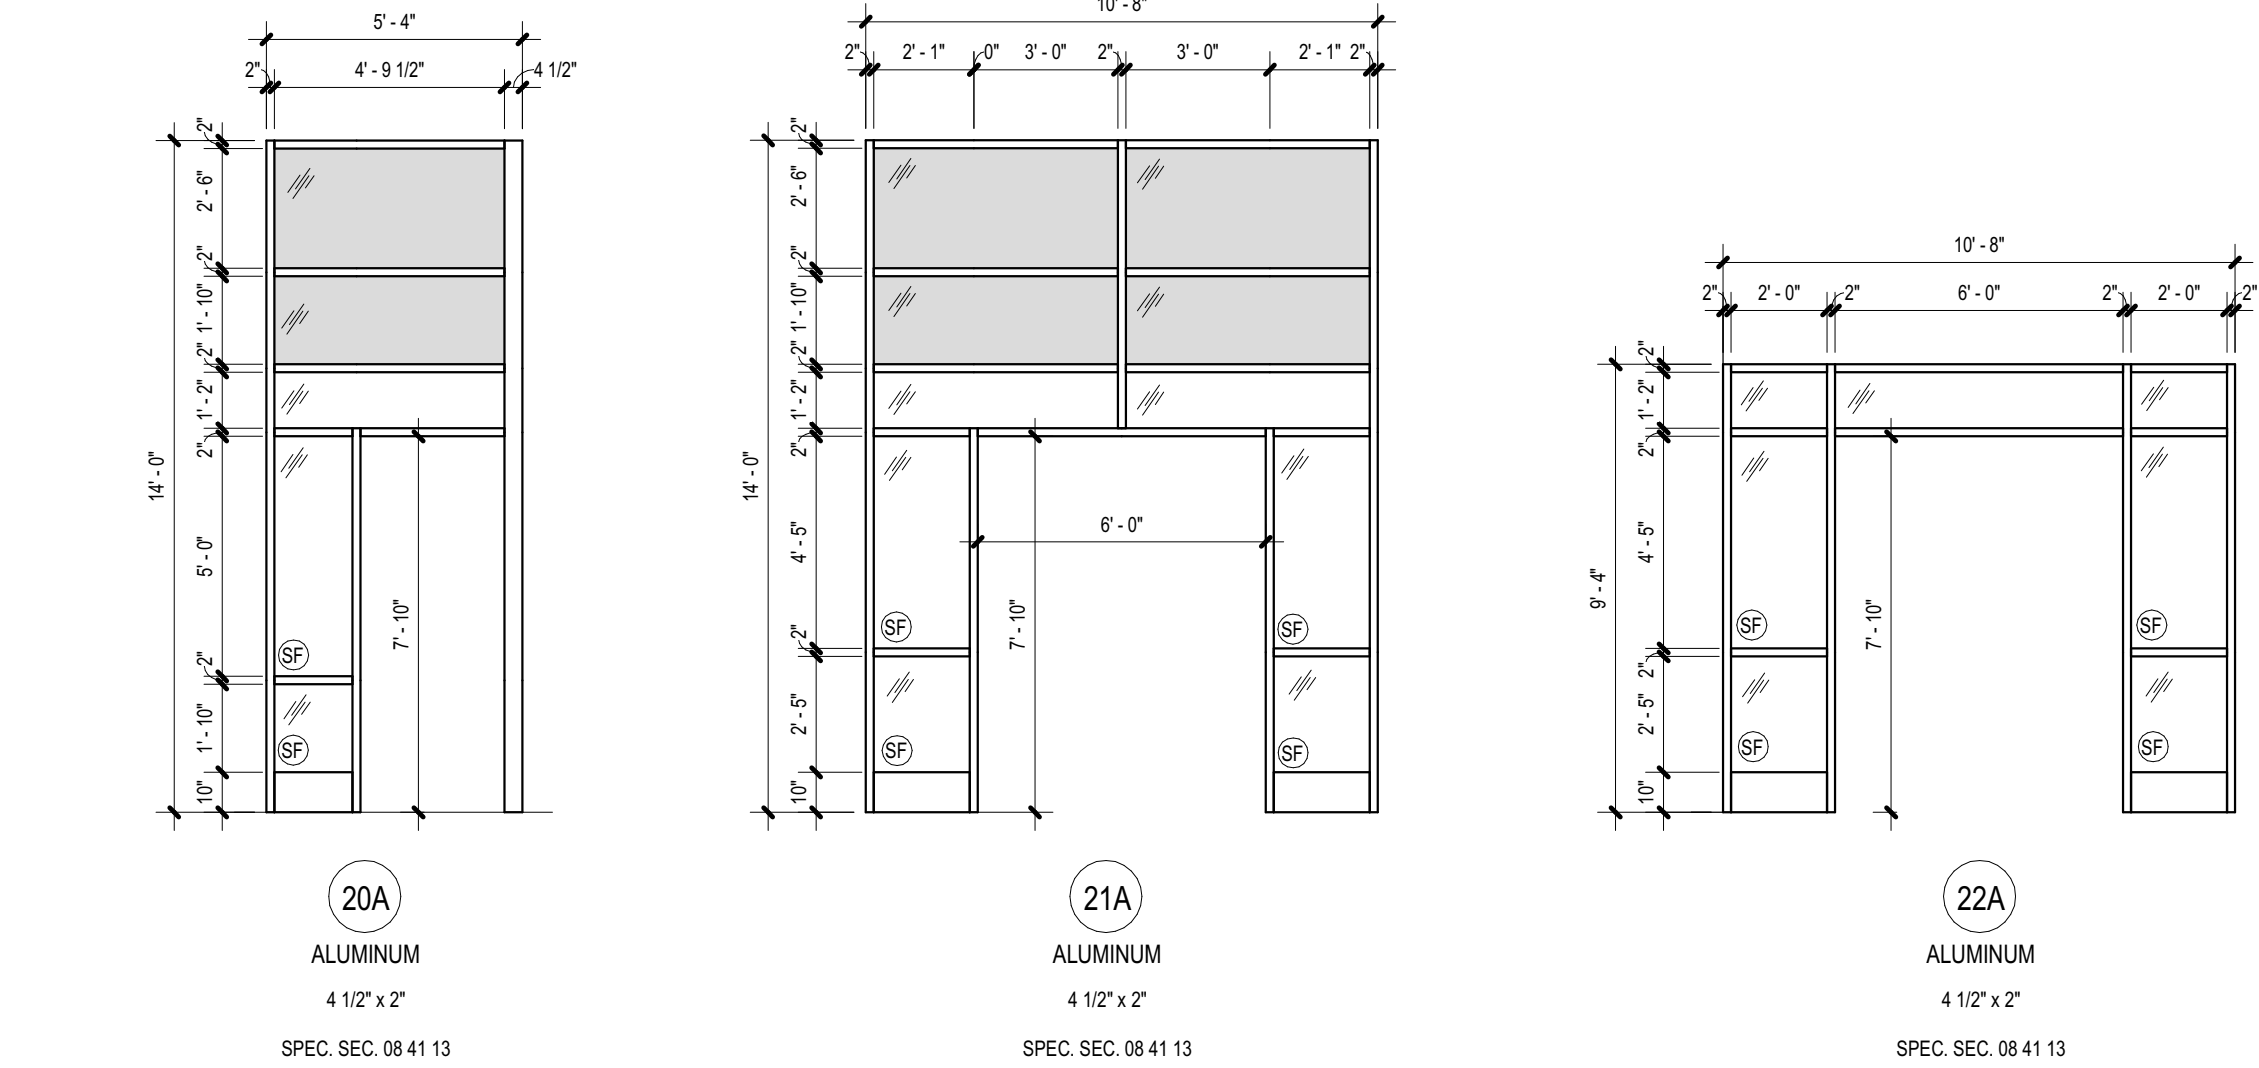 5' - 4"
2"
4' - 9 1/2"
4 1/2"
2"
2' - 6"
2"
1' - 10"
2"
1' - 2"
2"
5' - 0"
2"
1' - 10"
10"
14' - 0"
7' - 10"
SF
SF
20A
ALUMINUM
4 1/2" x 2"
SPEC. SEC. 08 41 13
10' - 8"
2"
2' - 1"
0"
3' - 0"
2"
3' - 0"
2' - 1"
2"
2"
2' - 6"
2"
1' - 10"
2"
1' - 2"
2"
4' - 5"
2"
2' - 5"
10"
14' - 0"
6' - 0"
7' - 10"
SF
SF
SF
SF
21A
ALUMINUM
4 1/2" x 2"
SPEC. SEC. 08 41 13
10' - 8"
2"
2' - 0"
2"
6' - 0"
2"
2' - 0"
2"
2"
1' - 2"
2"
4' - 5"
2"
2' - 5"
10"
9' - 4"
7' - 10"
SF
SF
SF
SF
22A
ALUMINUM
4 1/2" x 2"
SPEC. SEC. 08 41 13